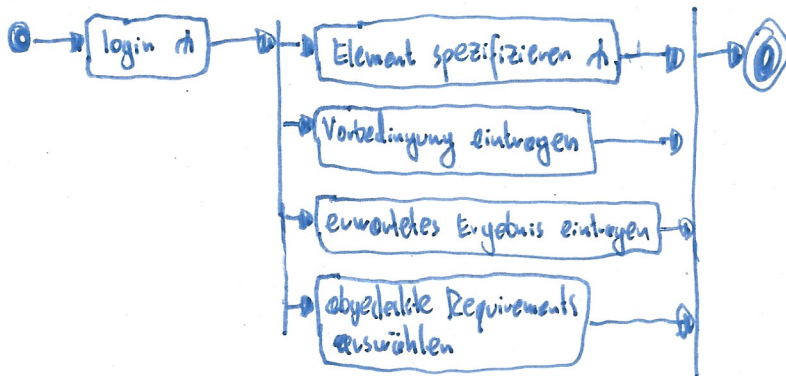 login
Element spezifizieren
Vorbedingung eintragen
erwartetes Ergebnis eintragen
abgedeckte Requirements
auswählen